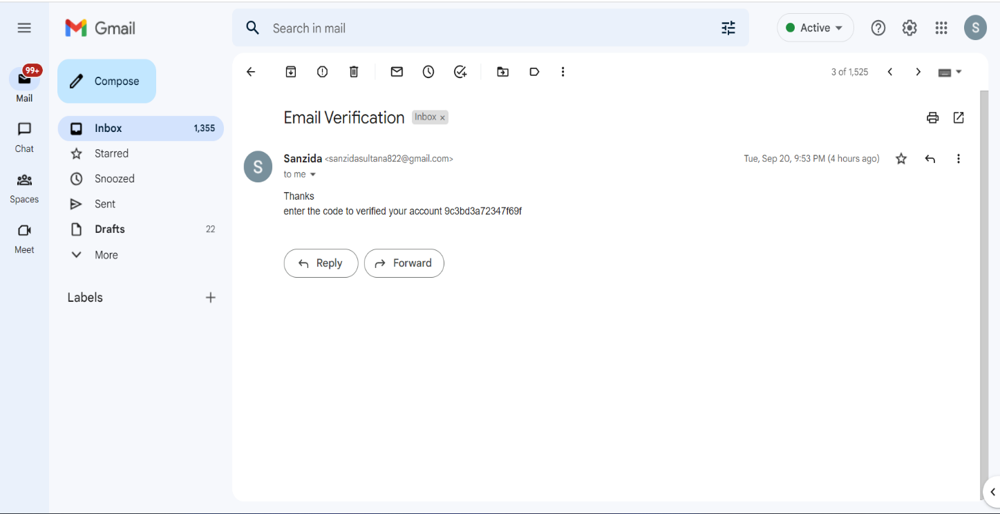 Gmail
Search in mail
Active
S
99+
Mail
Compose
3 of 1,525
Chat
Inbox 1,355
Starred
Spaces
Snoozed
Sent
Meet
Drafts 22
More
Labels
Email Verification Inbox ×
S
Sanzida <sanzidasultana822@gmail.com> Tue, Sep 20, 9:53 PM (4 hours ago)
to me
Thanks
enter the code to verified your account 9c3bd3a72347f69f
Reply Forward